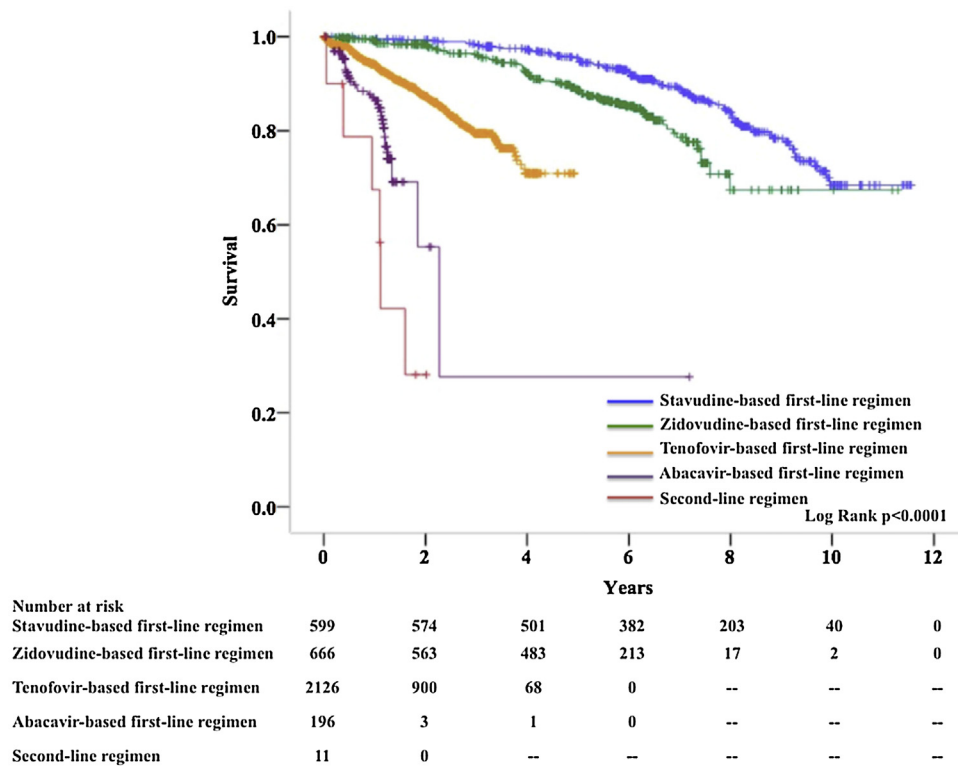 1.0
0.8
0.6
0.4
0.2
0.0
Survival
Stavudine-based first-line regimen
Zidovudine-based first-line regimen
Tenofovir-based first-line regimen
Abacavir-based first-line regimen
Second-line regimen
Log Rank p<0.0001
0 2 4 6 8 10 12
Years
Number at risk
Stavudine-based first-line regimen 599 574 501 382 203 40 0
Zidovudine-based first-line regimen 666 563 483 213 17 2 0
Tenofovir-based first-line regimen 2126 900 68 0 -- -- --
Abacavir-based first-line regimen 196 3 1 0 -- -- --
Second-line regimen 11 0 -- -- -- -- --